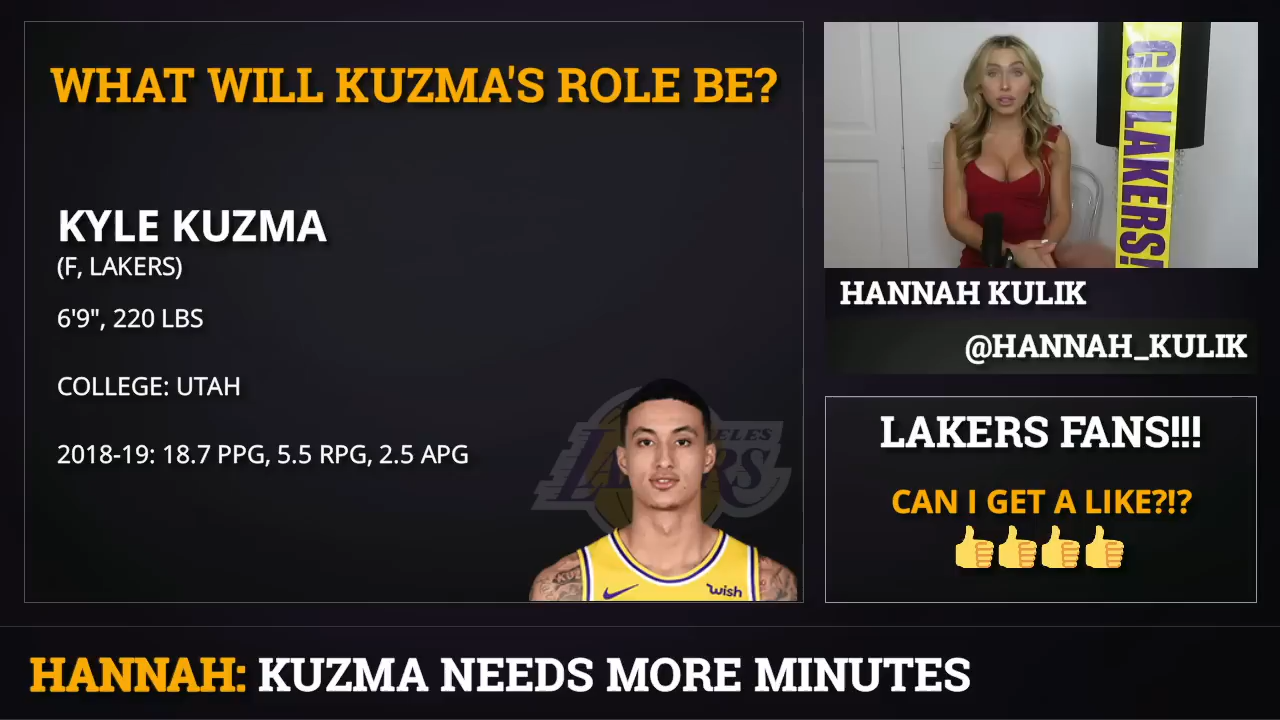 WHAT WILL KUZMA'S ROLE BE?
KYLE KUZMA
(F, LAKERS)
6'9", 220 LBS
COLLEGE: UTAH
2018-19: 18.7 PPG, 5.5 RPG, 2.5 APG
wish
GO LAKERS!
HANNAH KULIK
@HANNAH_KULIK
LAKERS FANS!!!
CAN I GET A LIKE?!?
HANNAH: KUZMA NEEDS MORE MINUTES